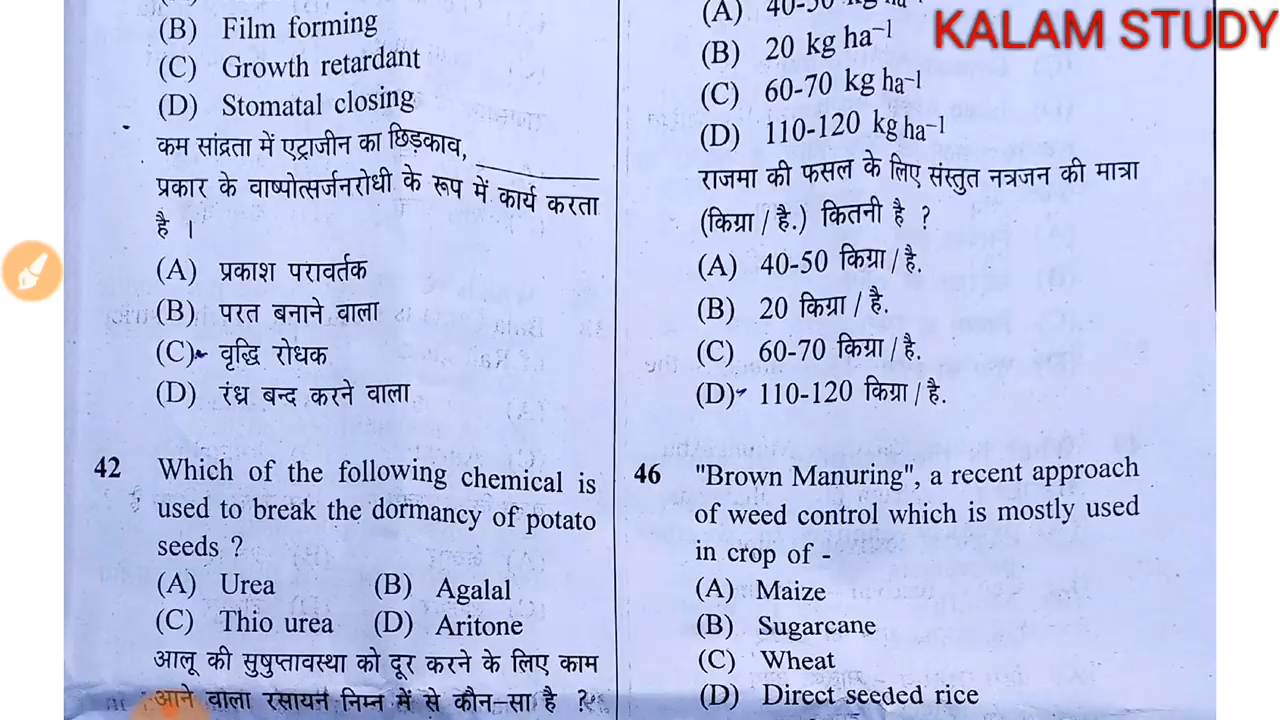 KALAM STUDY
(B) Film forming
(C) Growth retardant
(D) Stomatal closing
कम सांद्रता में एट्राजीन का छिड़काव, ________
प्रकार के वाष्पोत्सर्जनरोधी के रूप में कार्य करता
है ।
(A) प्रकाश परावर्तक
(B) परत बनाने वाला
(C) वृद्धि रोधक
(D) रंध्र बन्द करने वाला
42 Which of the following chemical is
used to break the dormancy of potato
seeds ?
(A) Urea (B) Agalal
(C) Thio urea (D) Aritone
आलू की सुषुप्तावस्था को दूर करने के लिए काम
आने वाला रसायन निम्न में से कौन-सा है ?
(A) 40-50 kg ha⁻¹
(B) 20 kg ha⁻¹
(C) 60-70 kg ha⁻¹
(D) 110-120 kg ha⁻¹
राजमा की फसल के लिए संस्तुत नत्रजन की मात्रा
(किग्रा / है.) कितनी है ?
(A) 40-50 किग्रा / है.
(B) 20 किग्रा / है.
(C) 60-70 किग्रा / है.
(D) 110-120 किग्रा / है.
46 "Brown Manuring", a recent approach
of weed control which is mostly used
in crop of -
(A) Maize
(B) Sugarcane
(C) Wheat
(D) Direct seeded rice